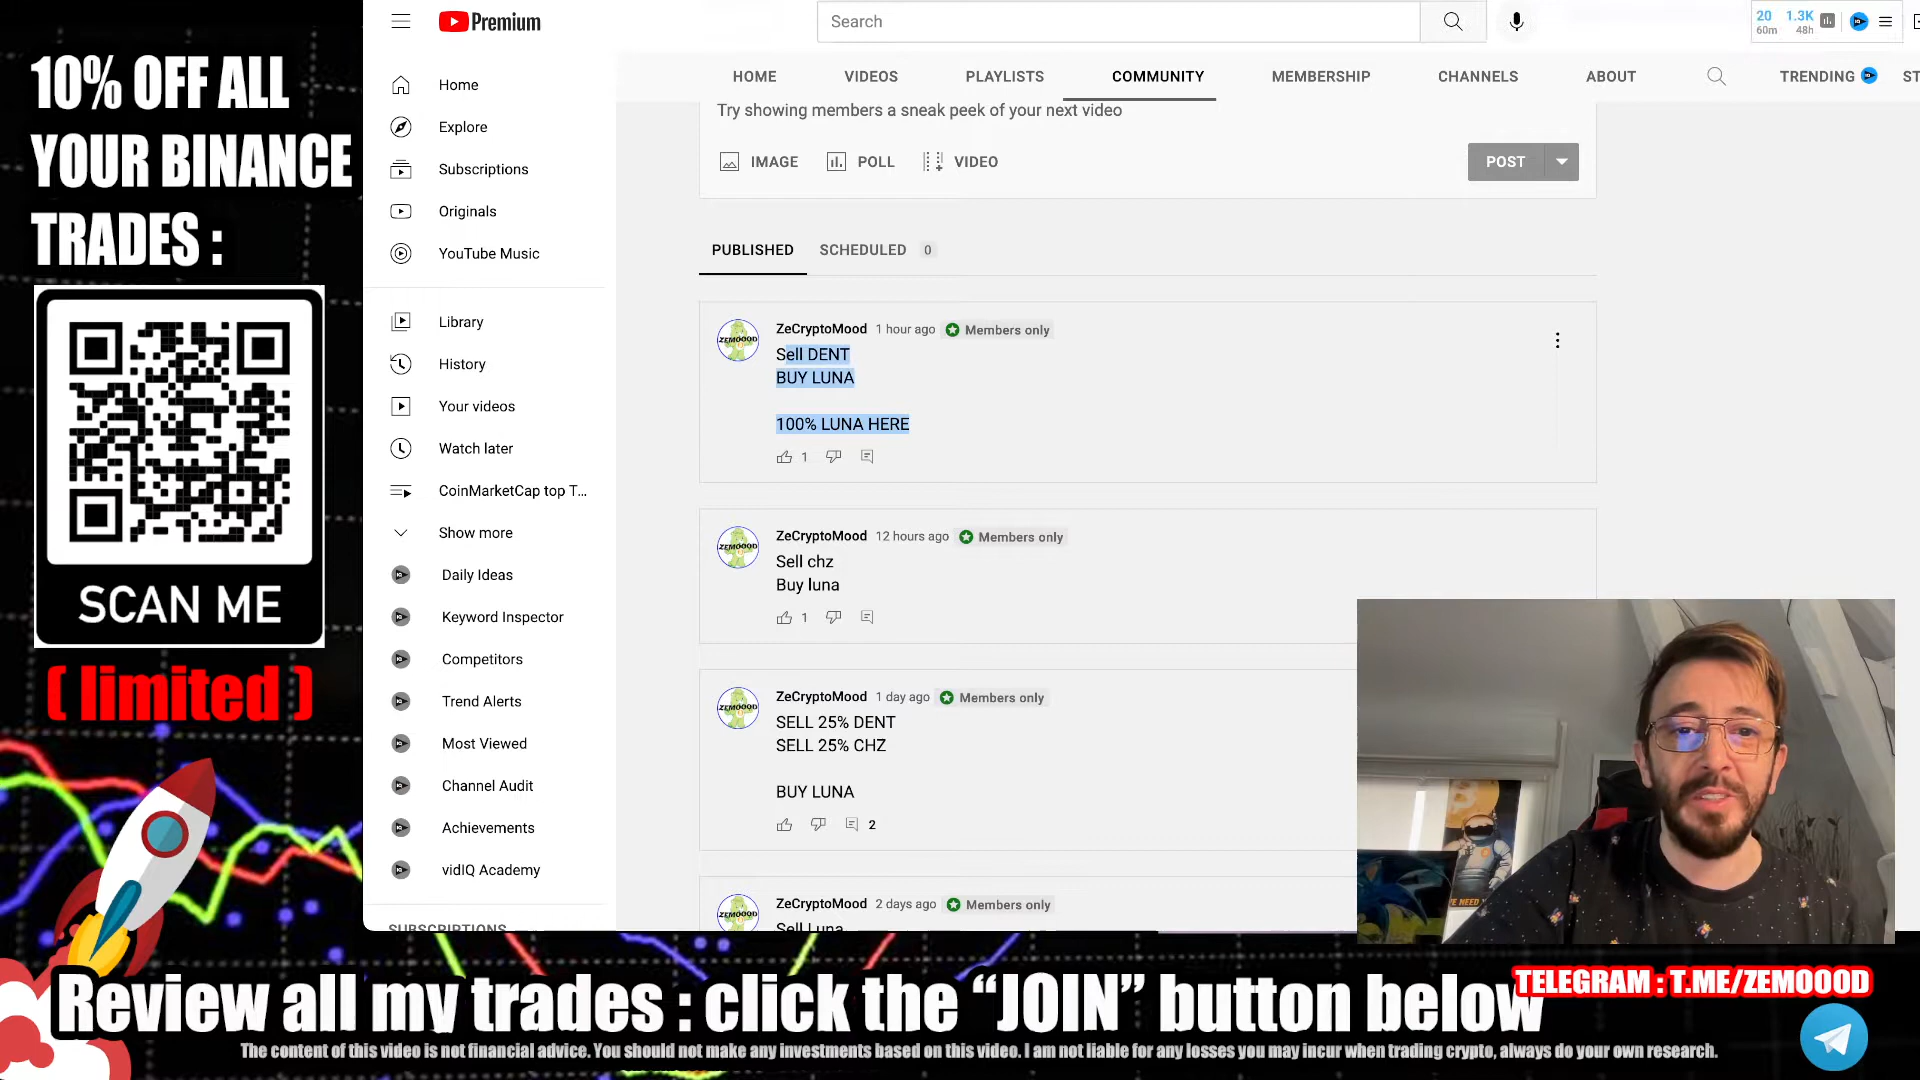 10% OFF ALL
YOUR BINANCE
TRADES :
SCAN ME
( limited )
Premium
Search
20
60m
1.3K
48h
HOME
VIDEOS
PLAYLISTS
COMMUNITY
MEMBERSHIP
CHANNELS
ABOUT
TRENDING
ST
Home
Explore
Subscriptions
Originals
YouTube Music
Library
History
Your videos
Watch later
CoinMarketCap top T...
Show more
Daily Ideas
Keyword Inspector
Competitors
Trend Alerts
Most Viewed
Channel Audit
Achievements
vidIQ Academy
SUBSCRIPTIONS
Try showing members a sneak peek of your next video
IMAGE
POLL
VIDEO
POST
PUBLISHED
SCHEDULED 0
ZEMOOOD
ZeCryptoMood 1 hour ago Members only
Sell DENT
BUY LUNA
100% LUNA HERE
1
ZEMOOOD
ZeCryptoMood 12 hours ago Members only
Sell chz
Buy luna
1
ZEMOOOD
ZeCryptoMood 1 day ago Members only
SELL 25% DENT
SELL 25% CHZ
BUY LUNA
2
ZEMOOOD
ZeCryptoMood 2 days ago Members only
Sell Luna
TELEGRAM : T.ME/ZEMOOOD
Review all my trades : click the “JOIN” button below
The content of this video is not financial advice. You should not make any investments based on this video. I am not liable for any losses you may incur when trading crypto, always do your own research.